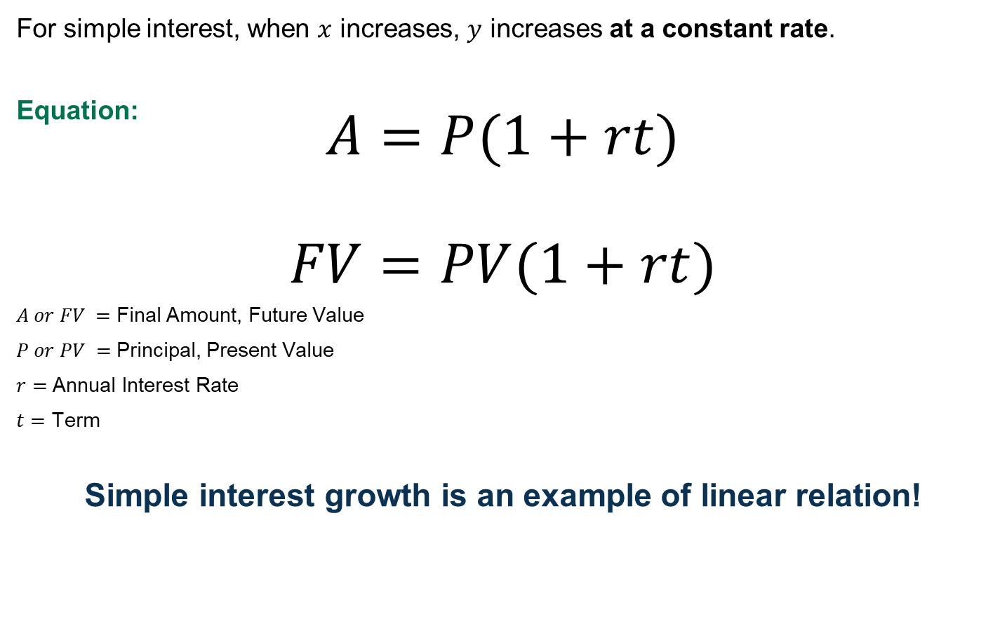 For simple interest, when x increases, y increases at a constant rate.
Equation:
A = P(1 + rt)
FV = PV(1 + rt)
A or FV = Final Amount, Future Value
P or PV = Principal, Present Value
r = Annual Interest Rate
t = Term
Simple interest growth is an example of linear relation!